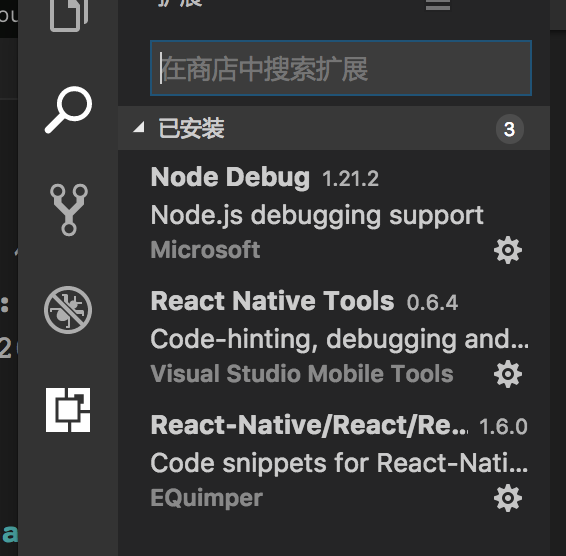 扩展
在商店中搜索扩展
已安装 3
Node Debug 1.21.2
Node.js debugging support
Microsoft
React Native Tools 0.6.4
Code-hinting, debugging and...
Visual Studio Mobile Tools
React-Native/React/Re... 1.6.0
Code snippets for React-Nati...
EQuimper